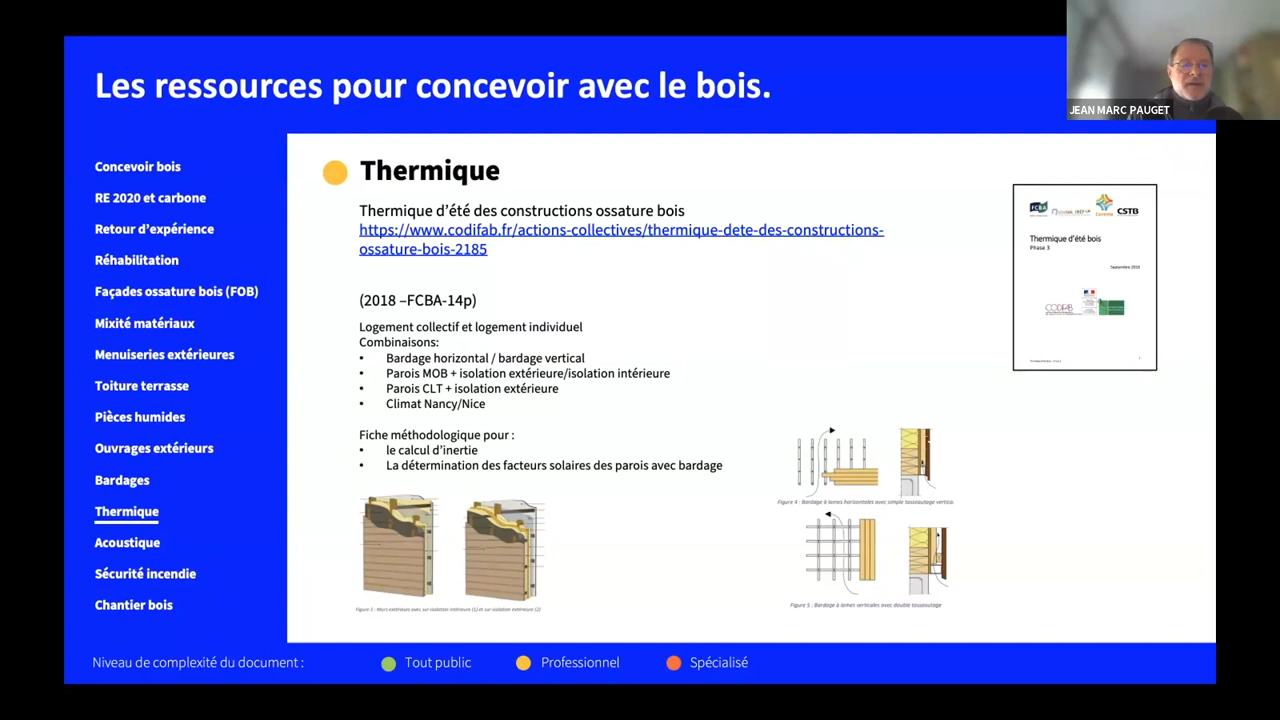 Les ressources pour concevoir avec le bois.
JEAN MARC PAUGET
Concevoir bois
RE 2020 et carbone
Retour d'expérience
Réhabilitation
Façades ossature bois (FOB)
Mixité matériaux
Menuiseries extérieures
Toiture terrasse
Pièces humides
Ouvrages extérieurs
Bardages
Thermique
Acoustique
Sécurité incendie
Chantier bois
Thermique
Thermique d'été des constructions ossature bois
https://www.codifab.fr/actions-collectives/thermique-dete-des-constructions-
ossature-bois-2185
(2018 –FCBA-14p)
Logement collectif et logement individuel
Combinaisons:
• Bardage horizontal / bardage vertical
• Parois MOB + isolation extérieure/isolation intérieure
• Parois CLT + isolation extérieure
• Climat Nancy/Nice
Fiche méthodologique pour :
• le calcul d'inertie
• La détermination des facteurs solaires des parois avec bardage
Figure 3 : Murs extérieurs avec sur isolation intérieure (1) et sur isolation extérieure (2)
FCBA
CSTB
Thermique d'été bois
Phase 3
Figure 4 : Bardage à lames horizontales avec simple tasseautage vertical
Figure 5 : Bardage à lames verticales avec double tasseautage
Niveau de complexité du document :
Tout public
Professionnel
Spécialisé